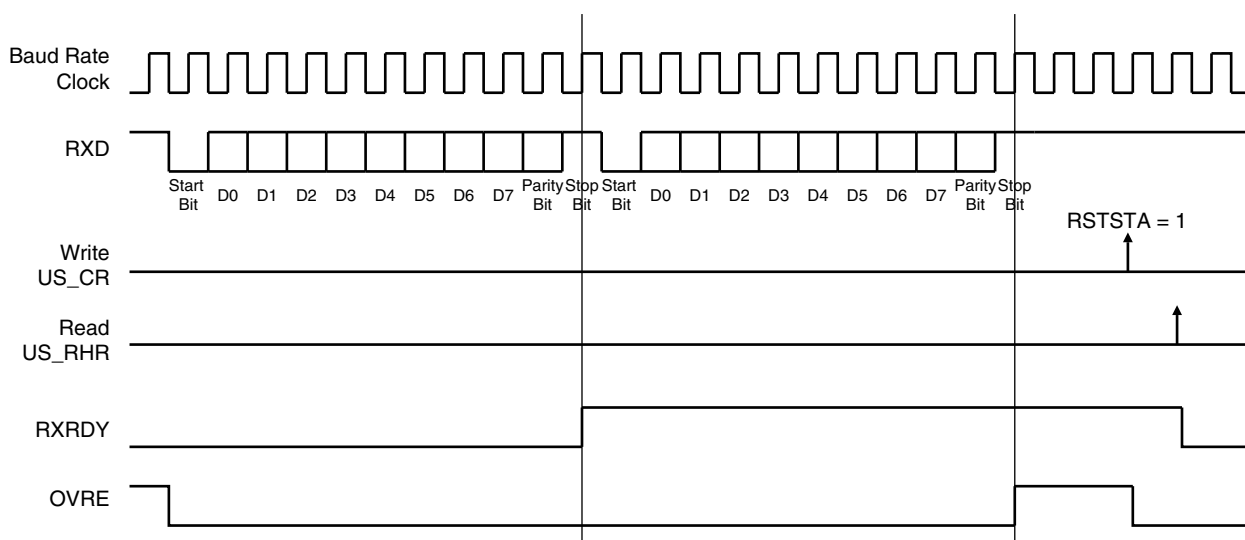 Baud Rate
Clock
RXD
Start
Bit
D0
D1
D2
D3
D4
D5
D6
D7
Parity
Bit
Stop
Bit
Start
Bit
D0
D1
D2
D3
D4
D5
D6
D7
Parity
Bit
Stop
Bit
RSTSTA = 1
Write
US_CR
Read
US_RHR
RXRDY
OVRE